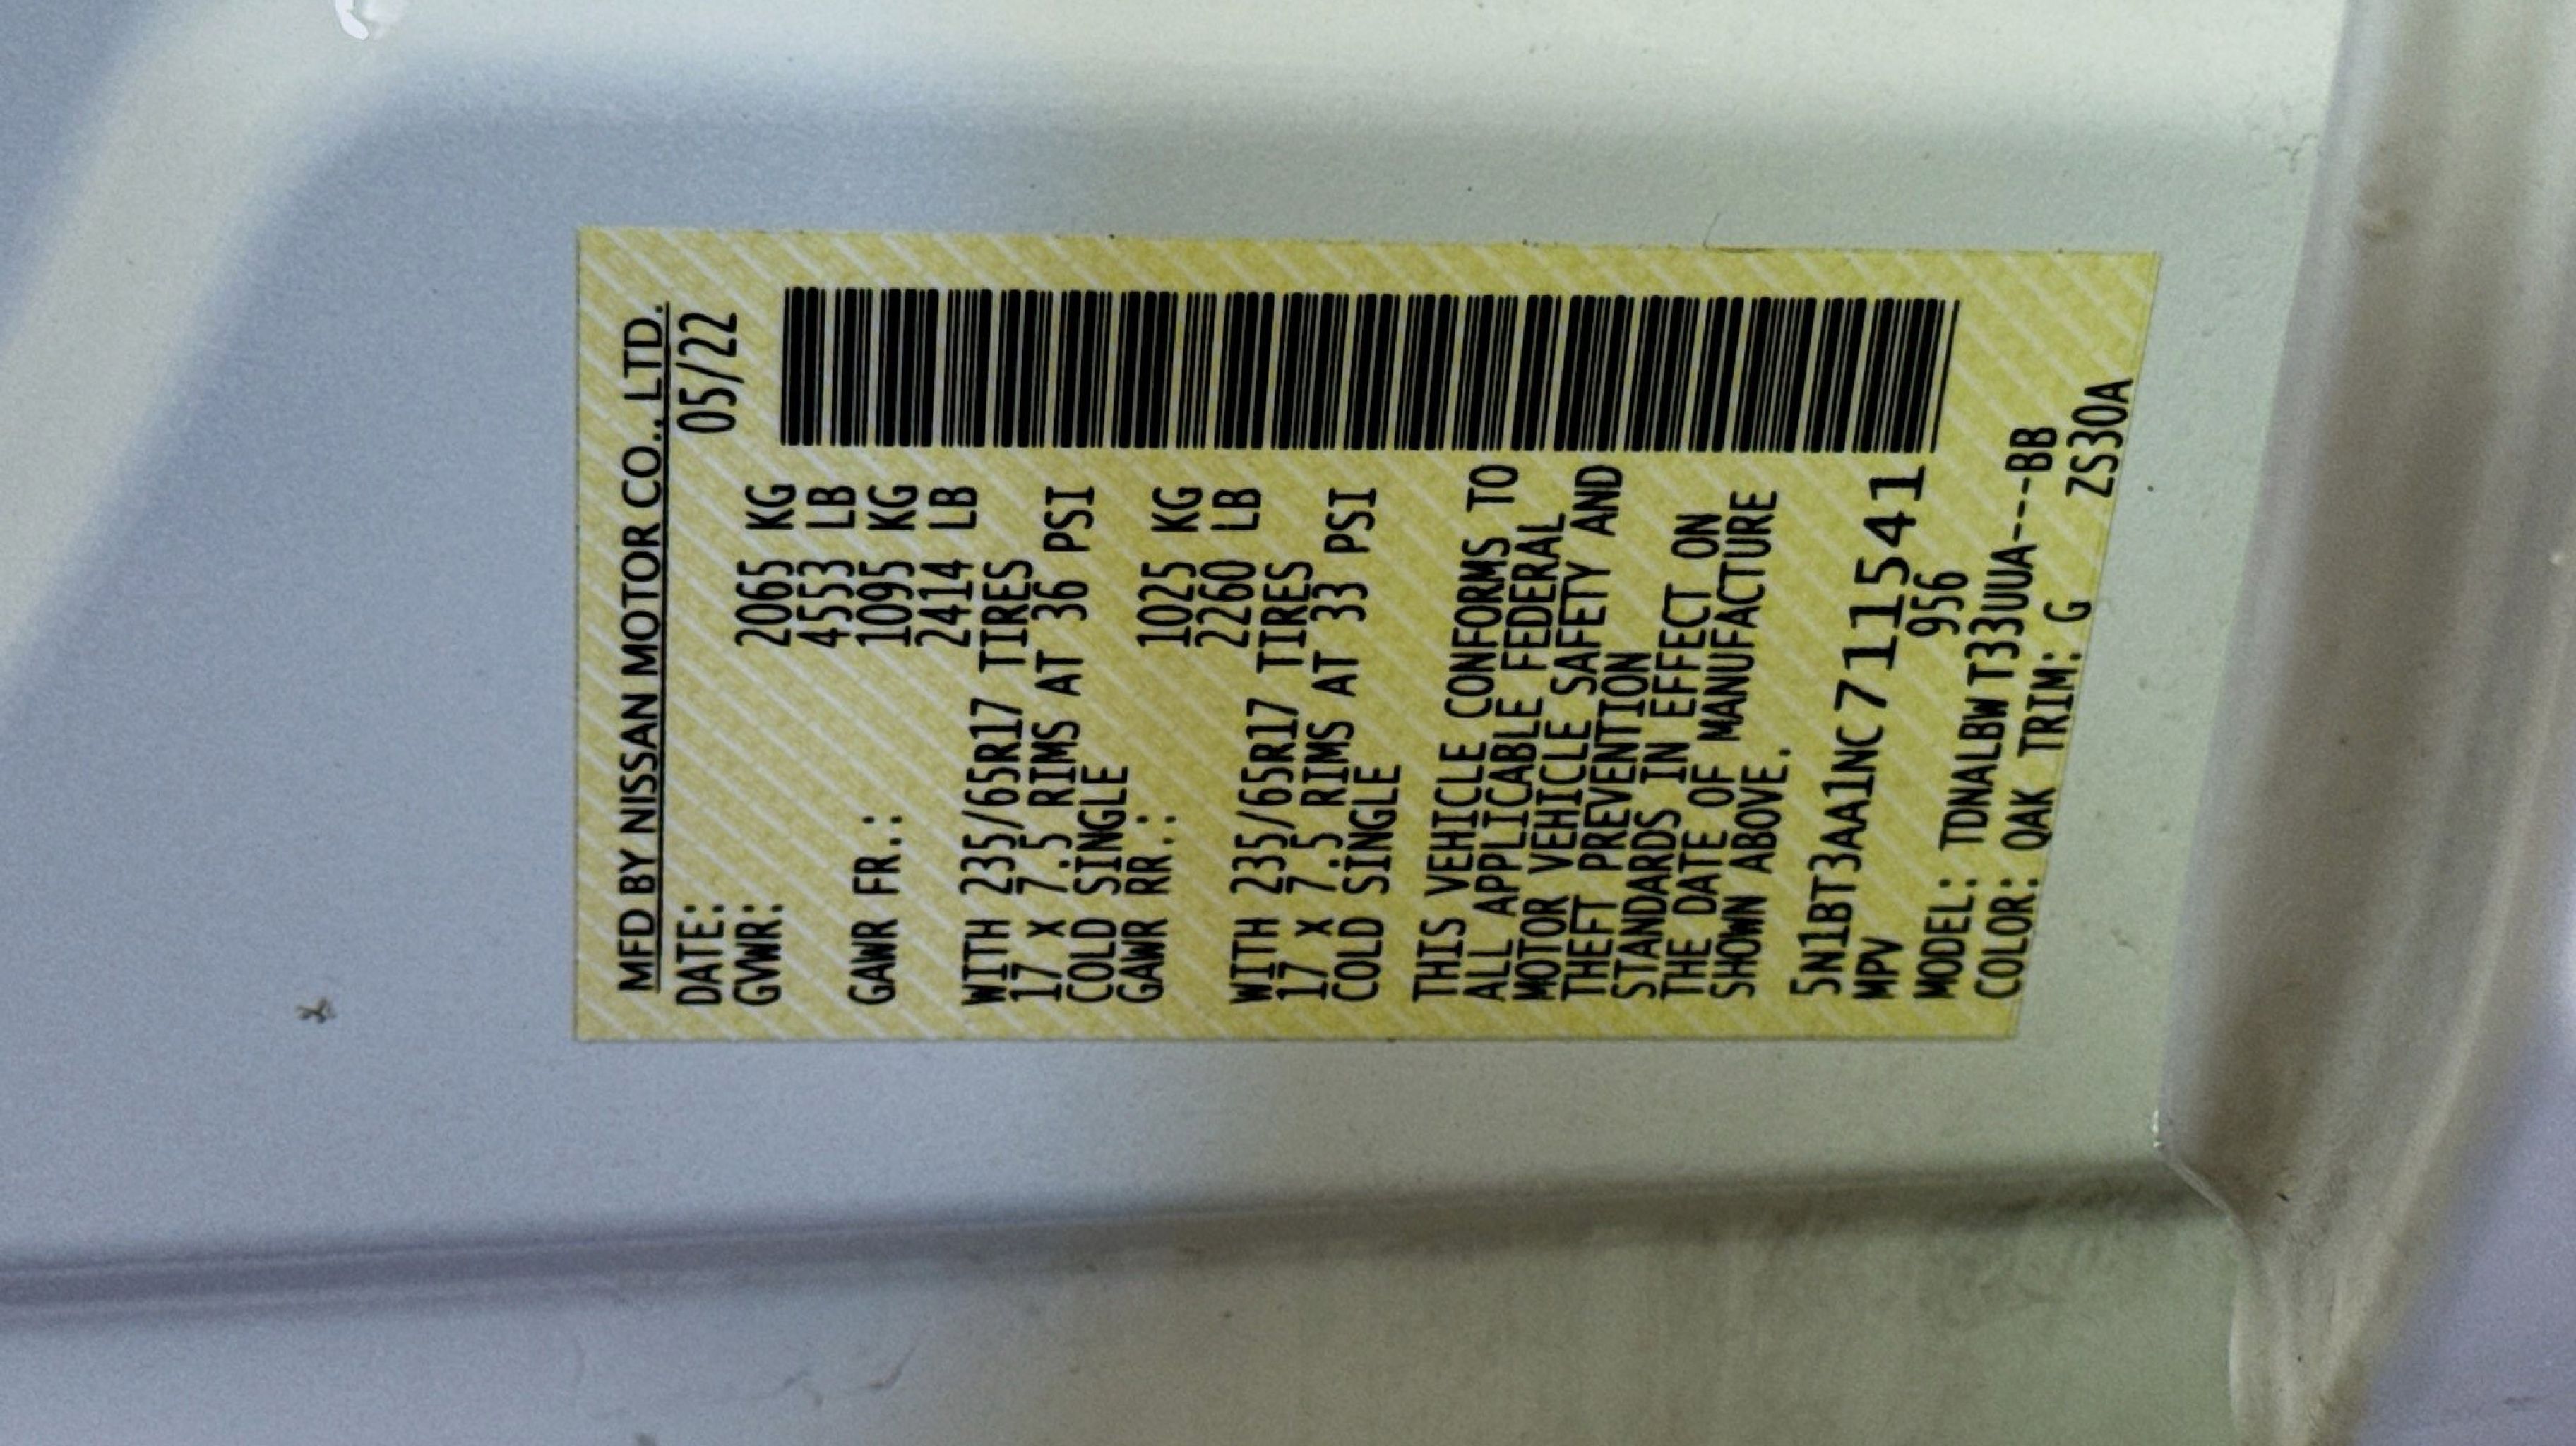 MFD BY NISSAN MOTOR CO., LTD.
DATE: 05/22
GVWR: 2065 KG
4553 LB
GAWR FR.: 1095 KG
2414 LB
WITH 235/65R17 TIRES
17 X 7.5 RIMS AT 36 PSI
COLD SINGLE
GAWR RR.: 1025 KG
2260 LB
WITH 235/65R17 TIRES
17 X 7.5 RIMS AT 33 PSI
COLD SINGLE
THIS VEHICLE CONFORMS TO
ALL APPLICABLE FEDERAL
MOTOR VEHICLE SAFETY AND
THEFT PREVENTION
STANDARDS IN EFFECT ON
THE DATE OF MANUFACTURE
SHOWN ABOVE.
5N1BT3AA1NC711541
MPV 956
MODEL: TDNALBW T33UUA---BB
COLOR: QAK TRIM: G ZS30A